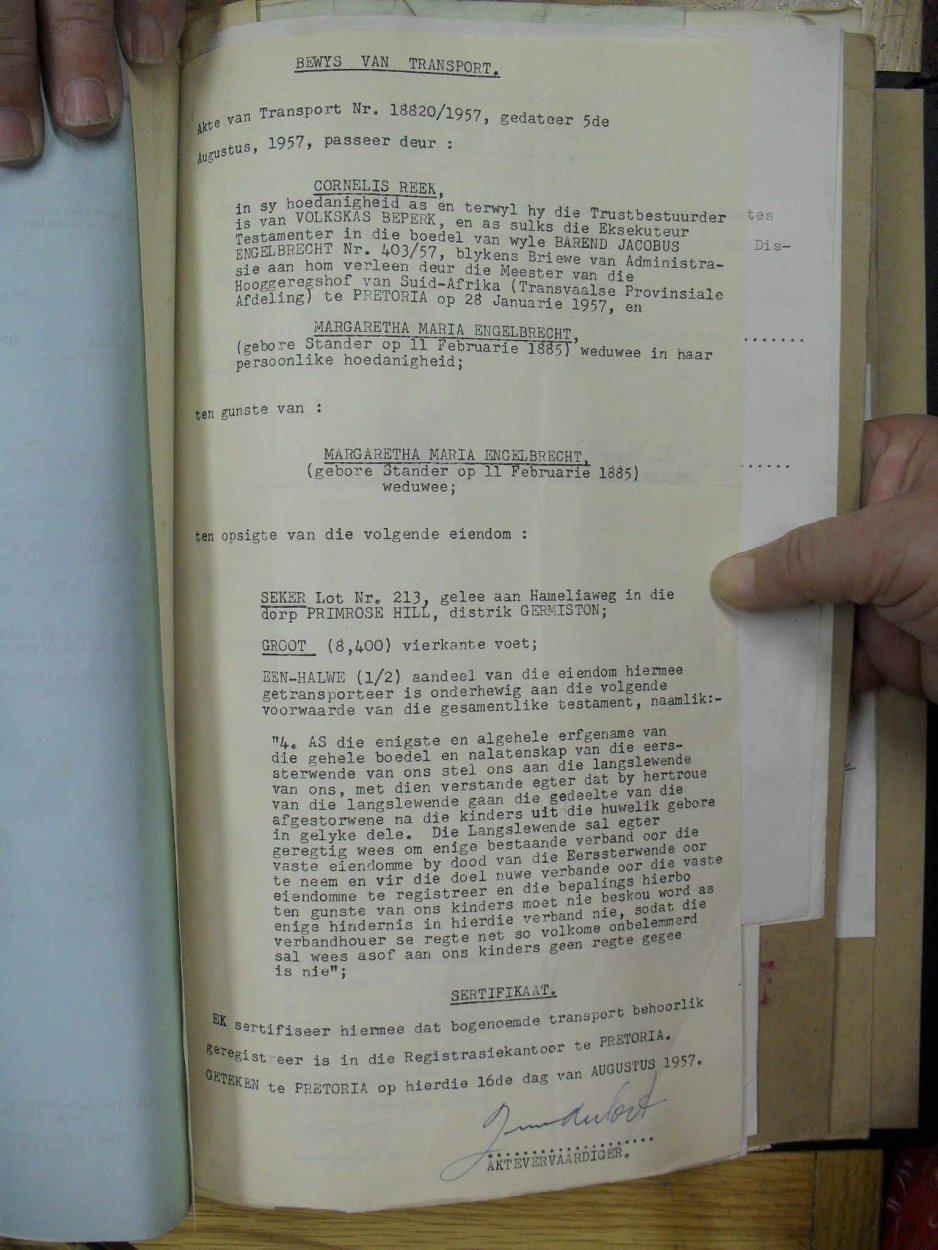 BEWYS VAN TRANSPORT.
Akte van Transport Nr. 18820/1957, gedateer 5de
Augustus, 1957, passeer deur :
CORNELIS REEK,
in sy hoedanigheid as en terwyl hy die Trustbestuurder
is van VOLKSKAS BEPERK, en as sulks die Eksekuteur
Testamenter in die boedel van wyle BAREND JACOBUS
ENGELBRECHT Nr. 403/57, blykens Briewe van Administra-
sie aan hom verleen deur die Meester van die
Hooggeregshof van Suid-Afrika (Transvaalse Provinsiale
Afdeling) te PRETORIA op 28 Januarie 1957, en
MARGARETHA MARIA ENGELBRECHT,
(gebore Stander op 11 Februarie 1885) weduwee in haar
persoonlike hoedanigheid;
ten gunste van :
MARGARETHA MARIA ENGELBRECHT,
(gebore Stander op 11 Februarie 1885)
weduwee;
ten opsigte van die volgende eiendom :
SEKER Lot Nr. 213, gelee aan Hameliaweg in die
dorp PRIMROSE HILL, distrik GERMISTON;
GROOT (8,400) vierkante voet;
EEN-HALWE (1/2) aandeel van die eiendom hiermee
getransporteer is onderhewig aan die volgende
voorwaarde van die gesamentlike testament, naamlik:-
"4. AS die enigste en algehele erfgename van
die gehele boedel en nalatenskap van die eers-
sterwende van ons stel ons aan die langslewende
van ons, met dien verstande egter dat by hertroue
van die langslewende gaan die gedeelte van die
afgestorwene na die kinders uit die huwelik gebore
in gelyke dele. Die Langslewende sal egter
geregtig wees om enige bestaande verband oor die
vaste eiendomme by dood van die Eerssterwende oor
te neem en vir die doel nuwe verbande oor die vaste
eiendomme te registreer en die bepalings hierbo
ten gunste van ons kinders moet nie beskou word as
enige hindernis in hierdie verband nie, sodat die
verbandhouer se regte net so volkome onbelemmerd
sal wees asof aan ons kinders geen regte gegee
is nie";
SERTIFIKAAT.
EK sertifiseer hiermee dat bogenoemde transport behoorlik
geregistreer is in die Registrasiekantoor te PRETORIA.
GETEKEN te PRETORIA op hierdie 16de dag van AUGUSTUS 1957.
AKTEVERVAARDIGER.
tes
Dis-